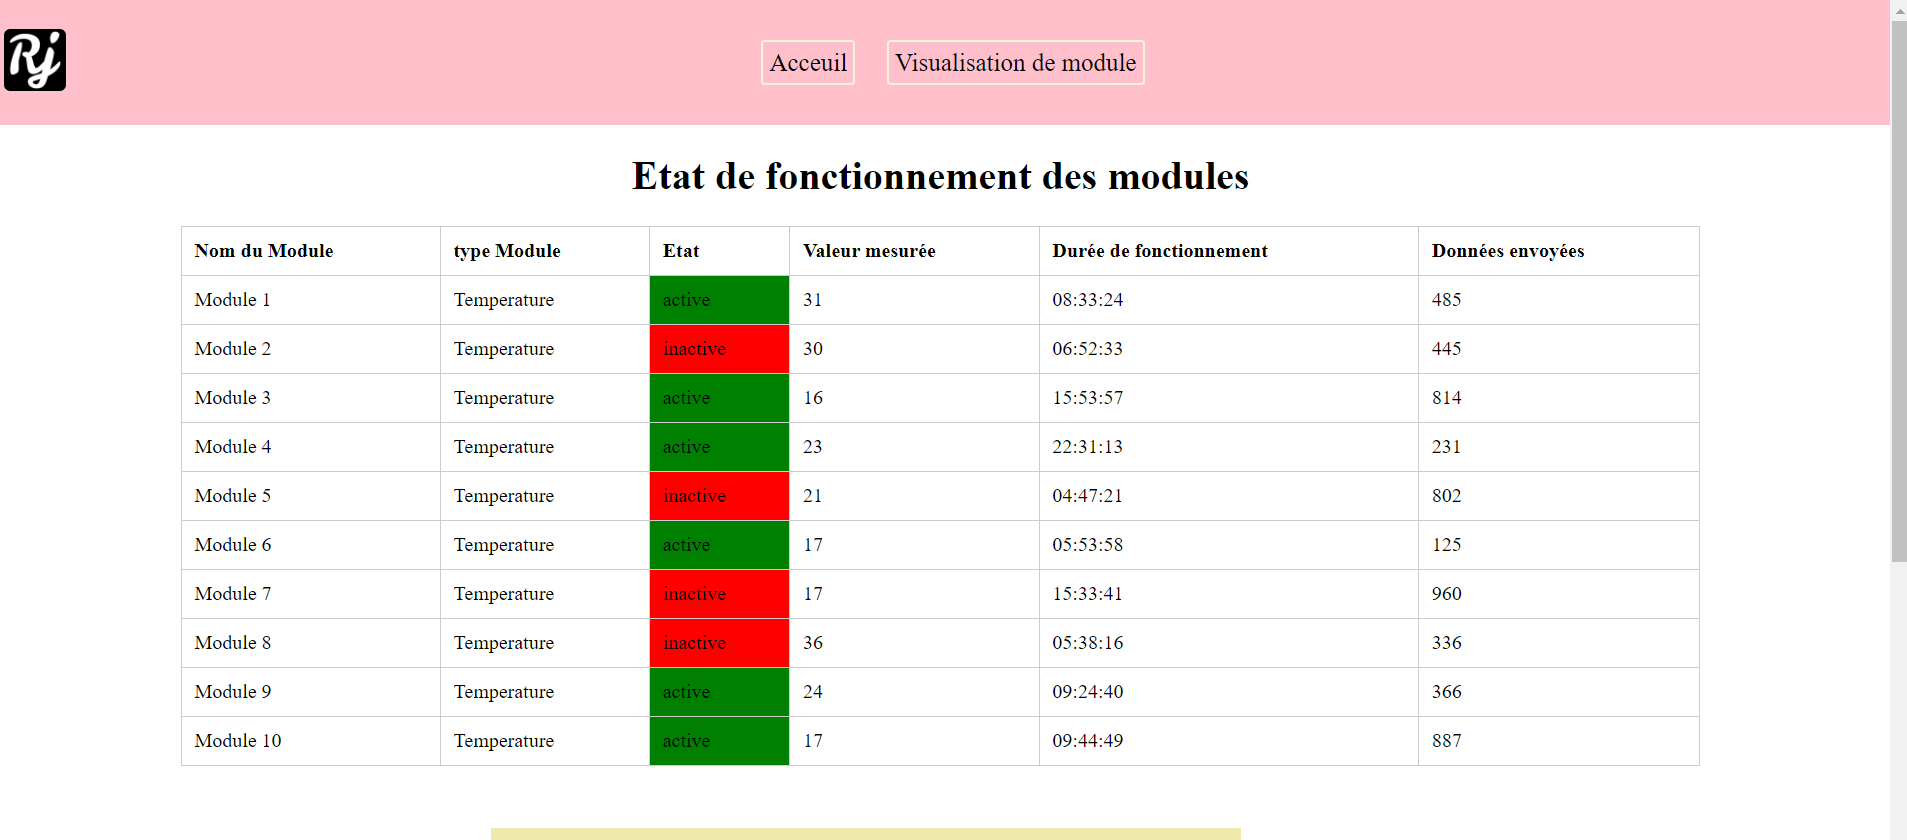 Rj
Acceuil Visualisation de module
Etat de fonctionnement des modules
Nom du Module type Module Etat Valeur mesurée Durée de fonctionnement Données envoyées
Module 1 Temperature active 31 08:33:24 485
Module 2 Temperature inactive 30 06:52:33 445
Module 3 Temperature active 16 15:53:57 814
Module 4 Temperature active 23 22:31:13 231
Module 5 Temperature inactive 21 04:47:21 802
Module 6 Temperature active 17 05:53:58 125
Module 7 Temperature inactive 17 15:33:41 960
Module 8 Temperature inactive 36 05:38:16 336
Module 9 Temperature active 24 09:24:40 366
Module 10 Temperature active 17 09:44:49 887